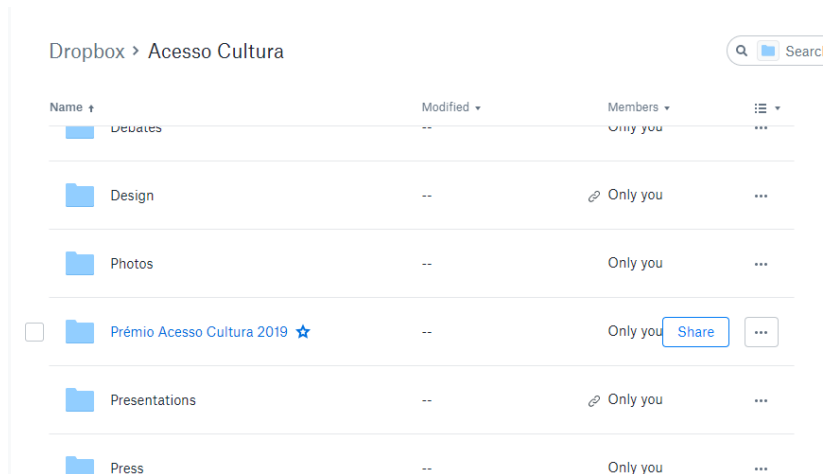 Dropbox > Acesso Cultura
Search
Name Modified Members
Debates -- Only you
Design -- Only you
Photos -- Only you
Prémio Acesso Cultura 2019 -- Only you Share
Presentations -- Only you
Press -- Only you